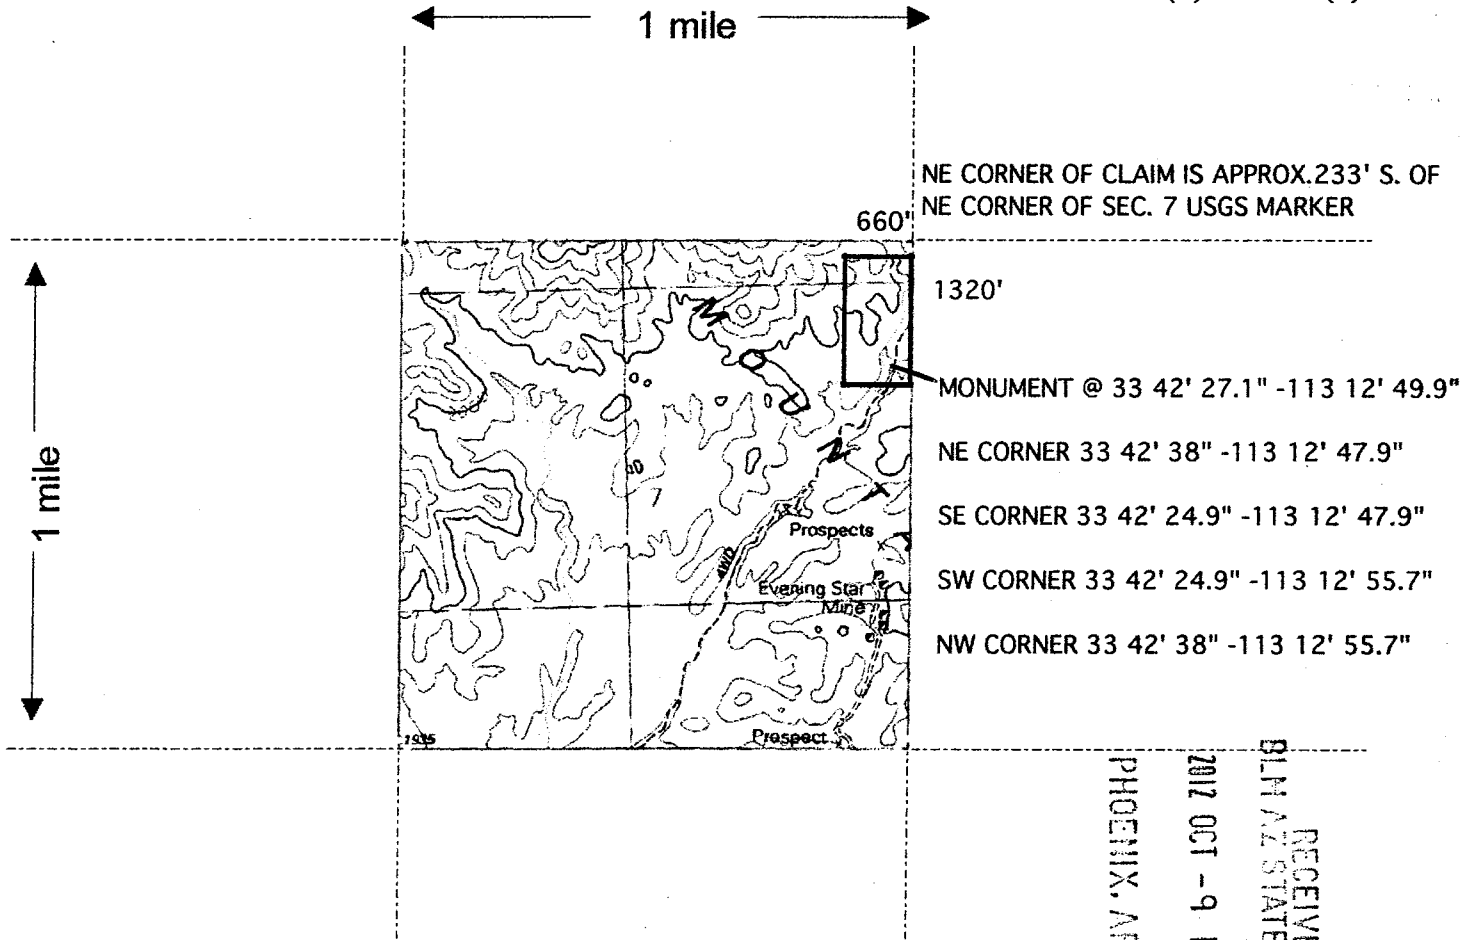 1 mile
NE CORNER OF CLAIM IS APPROX.233' S. OF
NE CORNER OF SEC. 7 USGS MARKER
660'
1320'
MONUMENT @ 33 42' 27.1" -113 12' 49.9"
NE CORNER 33 42' 38" -113 12' 47.9"
SE CORNER 33 42' 24.9" -113 12' 47.9"
SW CORNER 33 42' 24.9" -113 12' 55.7"
NW CORNER 33 42' 38" -113 12' 55.7"
1 mile
7
Prospects
4WD
Evening Star
Mine
Prospect
1935
RECEIVE
BLM AZ STATE
2012 OCT -9
PHOENIX, AR